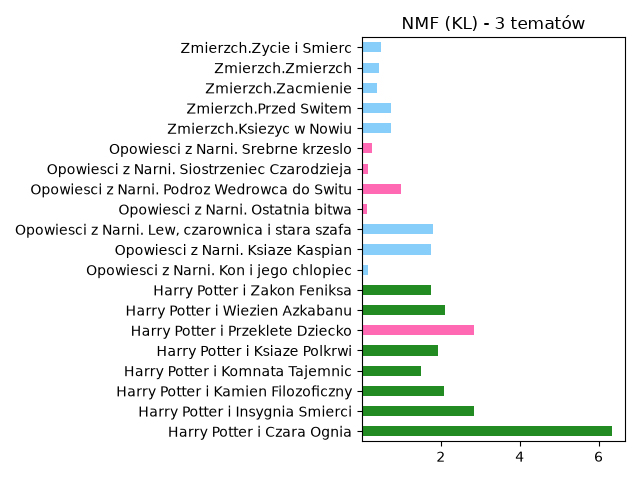 NMF (KL) - 3 tematów
Zmierzch.Zycie i Smierc
Zmierzch.Zmierzch
Zmierzch.Zacmienie
Zmierzch.Przed Switem
Zmierzch.Ksiezyc w Nowiu
Opowiesci z Narni. Srebrne krzeslo
Opowiesci z Narni. Siostrzeniec Czarodzieja
Opowiesci z Narni. Podroz Wedrowca do Switu
Opowiesci z Narni. Ostatnia bitwa
Opowiesci z Narni. Lew, czarownica i stara szafa
Opowiesci z Narni. Ksiaze Kaspian
Opowiesci z Narni. Kon i jego chlopiec
Harry Potter i Zakon Feniksa
Harry Potter i Wiezien Azkabanu
Harry Potter i Przeklete Dziecko
Harry Potter i Ksiaze Polkrwi
Harry Potter i Komnata Tajemnic
Harry Potter i Kamien Filozoficzny
Harry Potter i Insygnia Smierci
Harry Potter i Czara Ognia
2 4 6